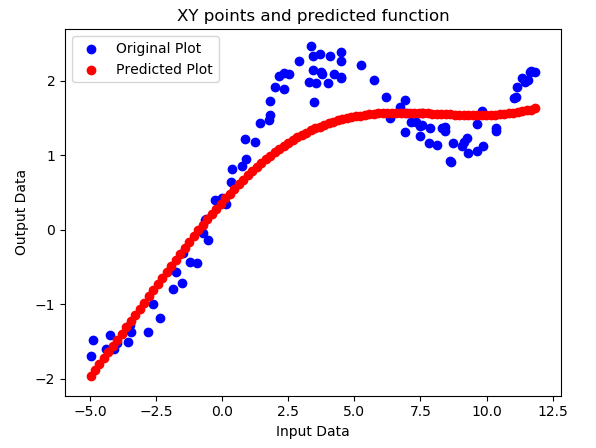 XY points and predicted function
Original Plot
Predicted Plot
Output Data
2
1
0
−1
−2
−5.0 −2.5 0.0 2.5 5.0 7.5 10.0 12.5
Input Data